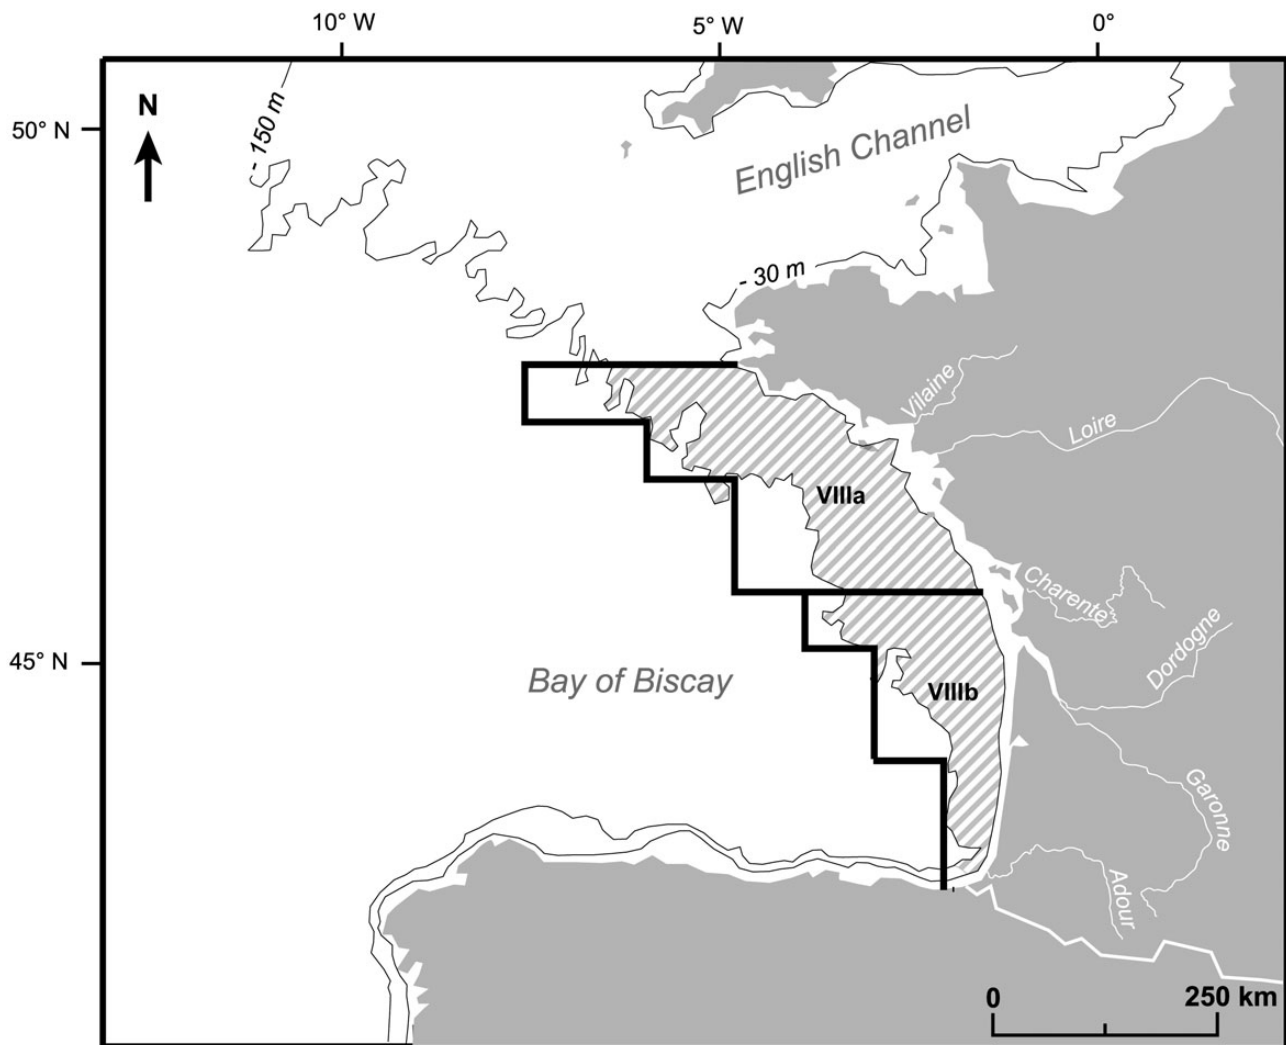 10° W
5° W
0°
50° N
N
- 150 m
English Channel
- 30 m
Vilaine
Loire
VIIIa
Charente
Dordogne
45° N
Bay of Biscay
VIIIb
Garonne
Adour
0
250 km